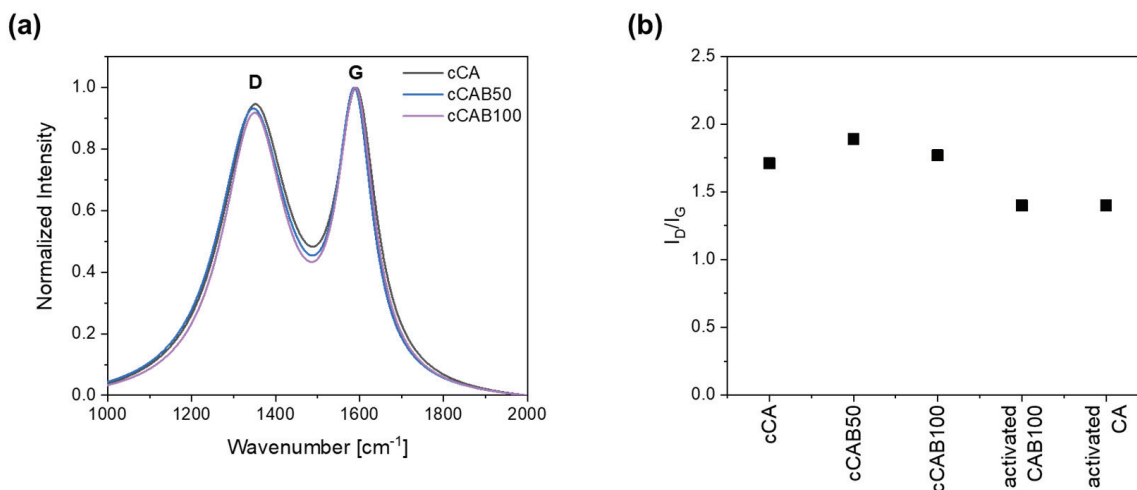 (a)
Normalized Intensity
1.0
0.8
0.6
0.4
0.2
0.0
D
G
cCA
cCAB50
cCAB100
1000
1200
1400
1600
1800
2000
Wavenumber [cm⁻¹]
(b)
I_D/I_G
2.5
2.0
1.5
1.0
0.5
0.0
cCA
cCAB50
cCAB100
activated
CAB100
activated
CA